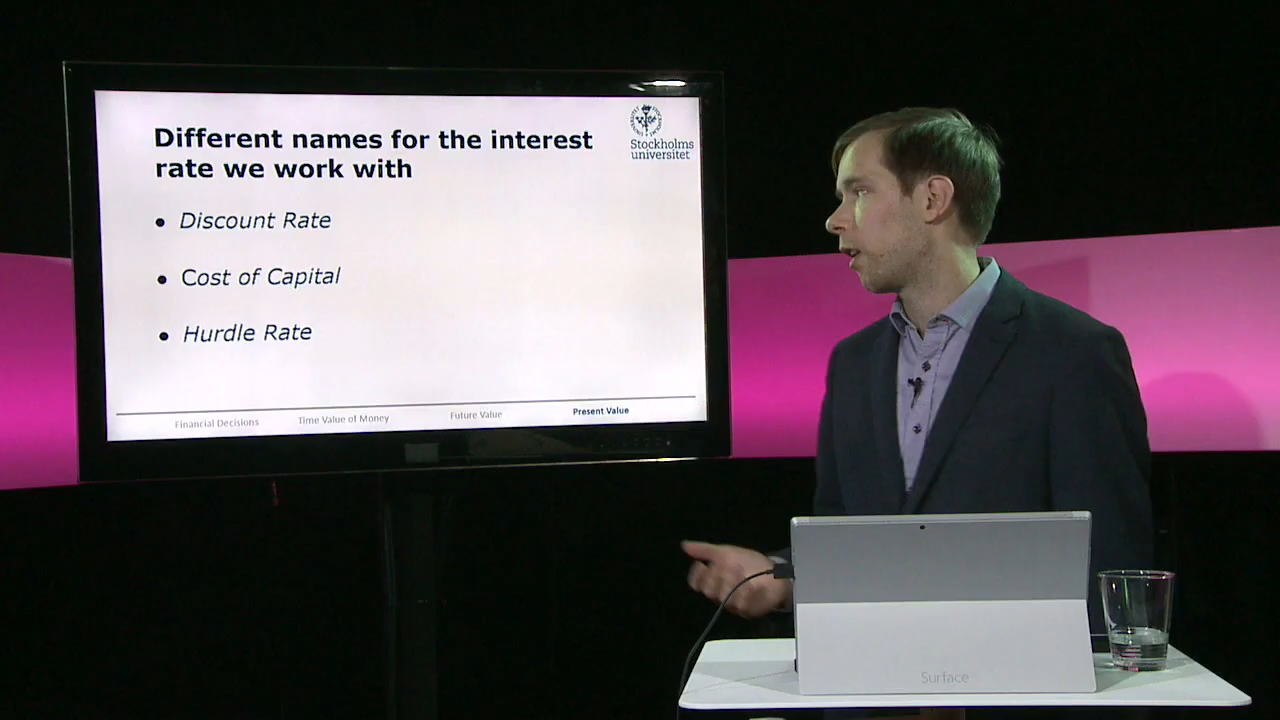 Different names for the interest
rate we work with
Stockholms
universitet
• Discount Rate
• Cost of Capital
• Hurdle Rate
Financial Decisions
Time Value of Money
Future Value
Present Value
Surface